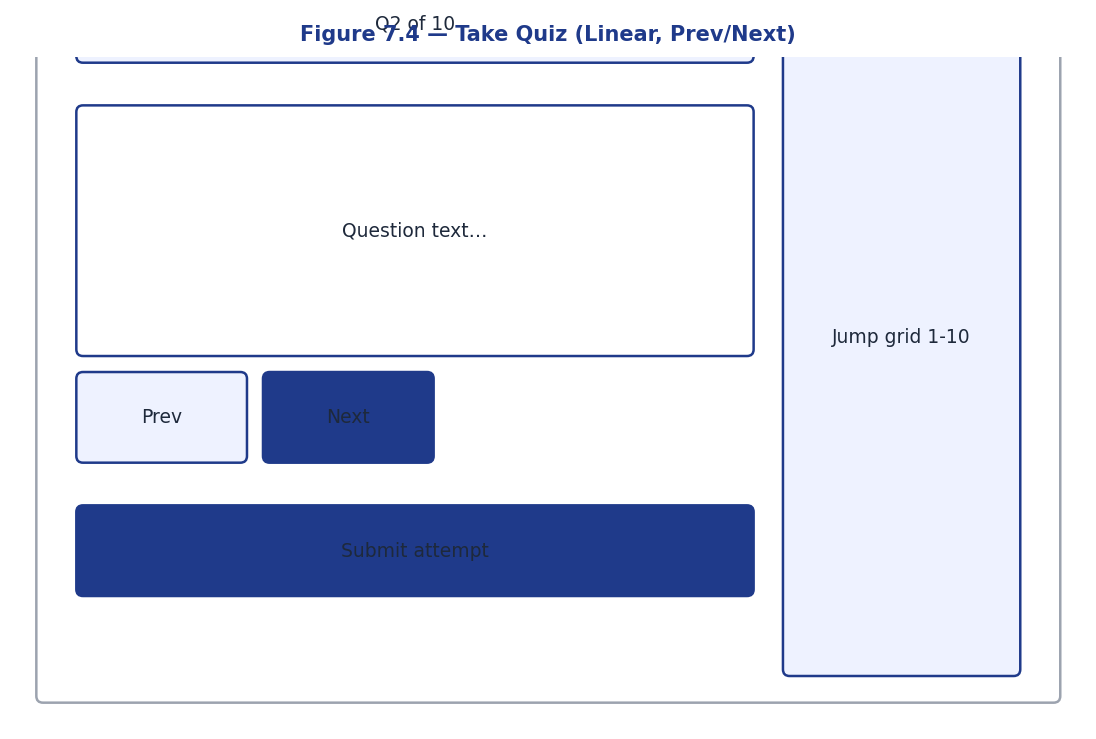 Q2 of 10
Figure 7.4 — Take Quiz (Linear, Prev/Next)
Question text...
Jump grid 1-10
Prev
Next
Submit attempt